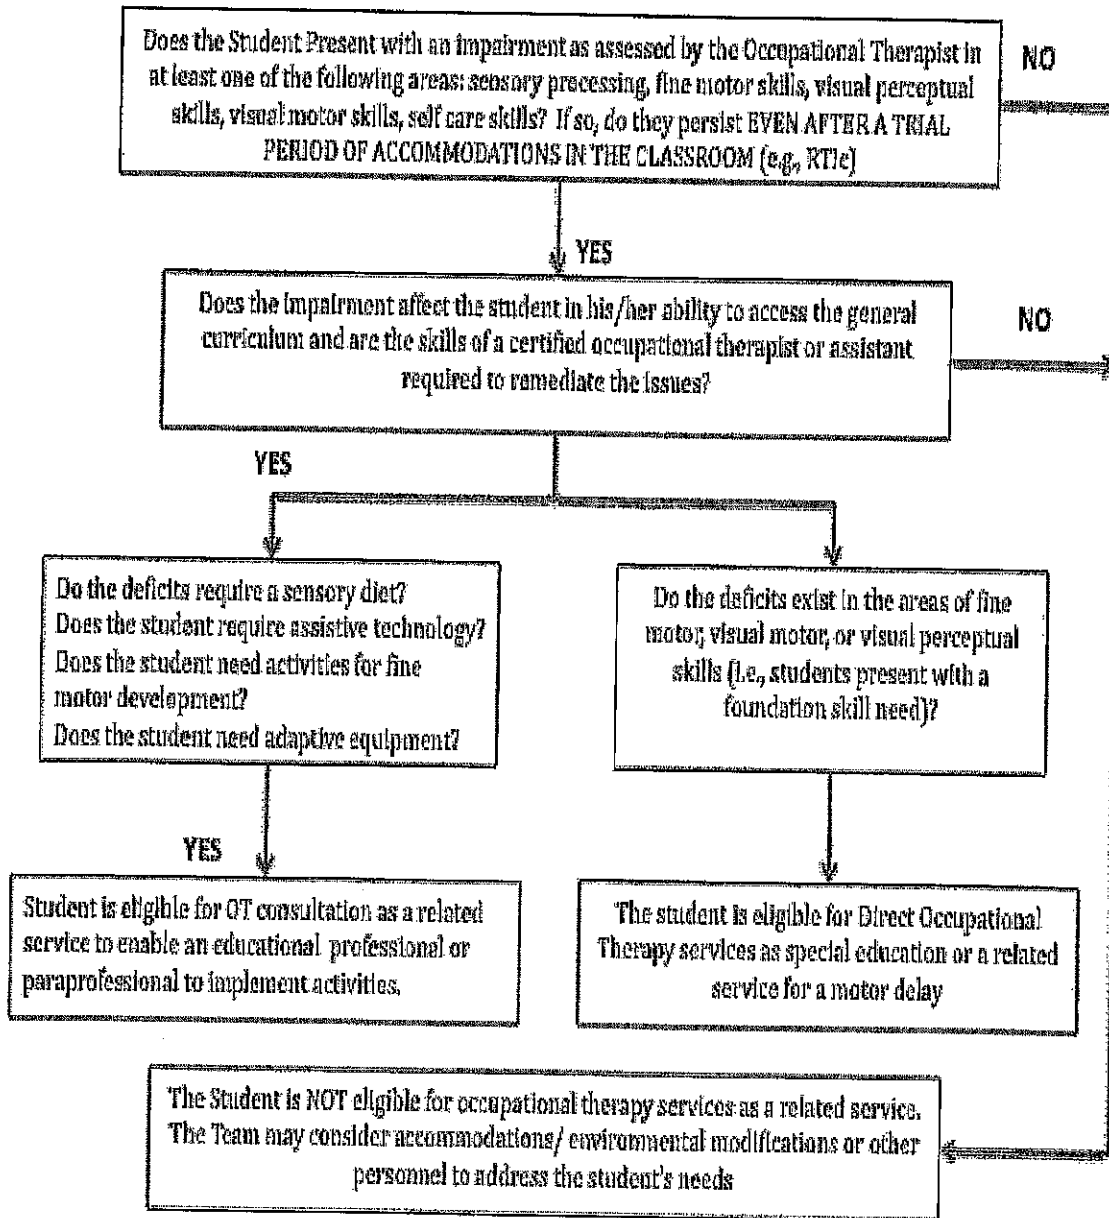 Does the Student Present with an impairment as assessed by the Occupational Therapist in
at least one of the following areas: sensory processing, fine motor skills, visual perceptual
skills, visual motor skills, self care skills? If so, do they persist EVEN AFTER A TRIAL
PERIOD OF ACCOMMODATIONS IN THE CLASSROOM (e.g., RTIe)
NO
YES
Does the impairment affect the student in his/her ability to access the general
curriculum and are the skills of a certified occupational therapist or assistant
required to remediate the issues?
NO
YES
Do the deficits require a sensory diet?
Does the student require assistive technology?
Does the student need activities for fine
motor development?
Does the student need adaptive equipment?
Do the deficits exist in the areas of fine
motor, visual motor, or visual perceptual
skills (i.e., students present with a
foundation skill need)?
YES
Student is eligible for OT consultation as a related
service to enable an educational professional or
paraprofessional to implement activities.
The student is eligible for Direct Occupational
Therapy services as special education or a related
service for a motor delay
The Student is NOT eligible for occupational therapy services as a related service.
The Team may consider accommodations/ environmental modifications or other
personnel to address the student's needs